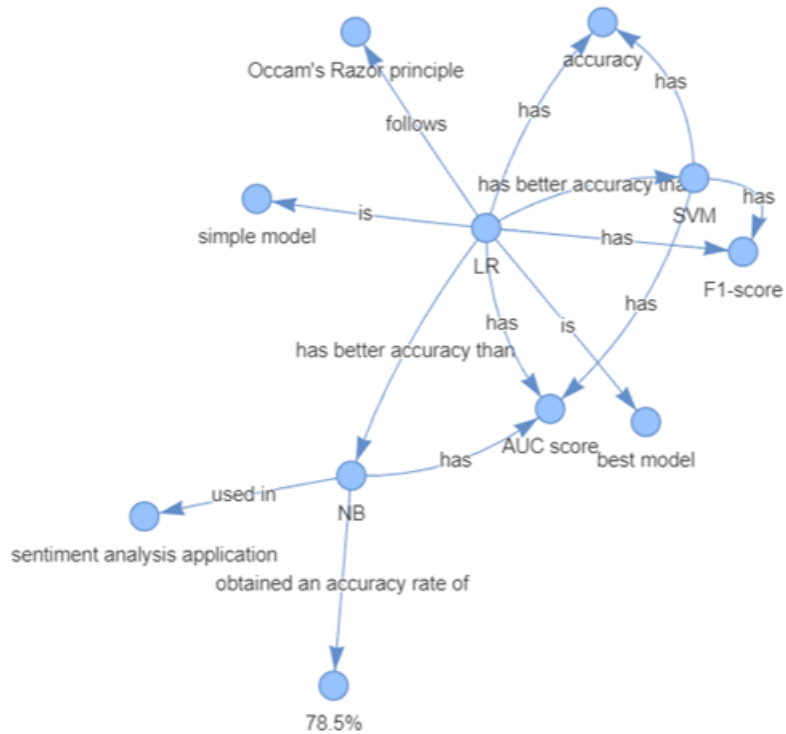 Occam's Razor principle
accuracy
has
follows
has
has better accuracy tha
has
simple model
is
SVM
has
LR
F1-score
has
has
is
has better accuracy than
AUC score
best model
has
used in
NB
sentiment analysis application
obtained an accuracy rate of
78.5%